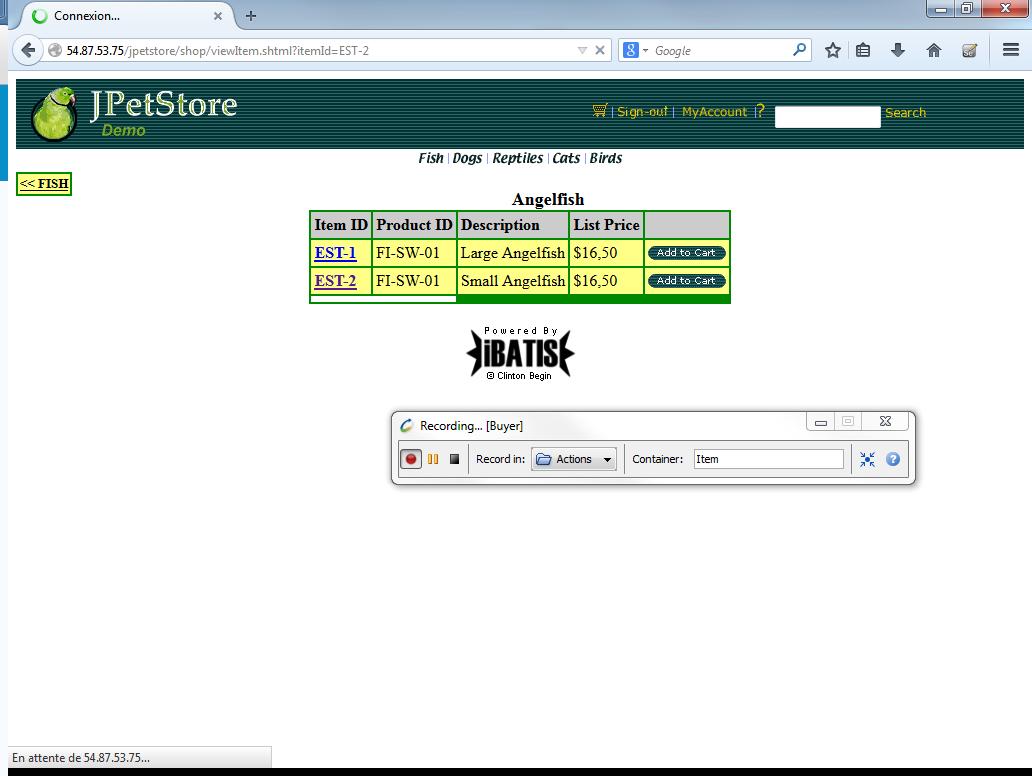 Connexion...
54.87.53.75/jpetstore/shop/viewItem.shtml?itemId=EST-2
Google
JPetStore
Demo
Sign-out | MyAccount | ? Search
Fish | Dogs | Reptiles | Cats | Birds
<< FISH
Angelfish
Item ID Product ID Description List Price
EST-1 FI-SW-01 Large Angelfish $16,50 Add to Cart
EST-2 FI-SW-01 Small Angelfish $16,50 Add to Cart
Powered By
iBATIS
© Clinton Begin
Recording... [Buyer]
Record in: Actions Container: Item
En attente de 54.87.53.75...